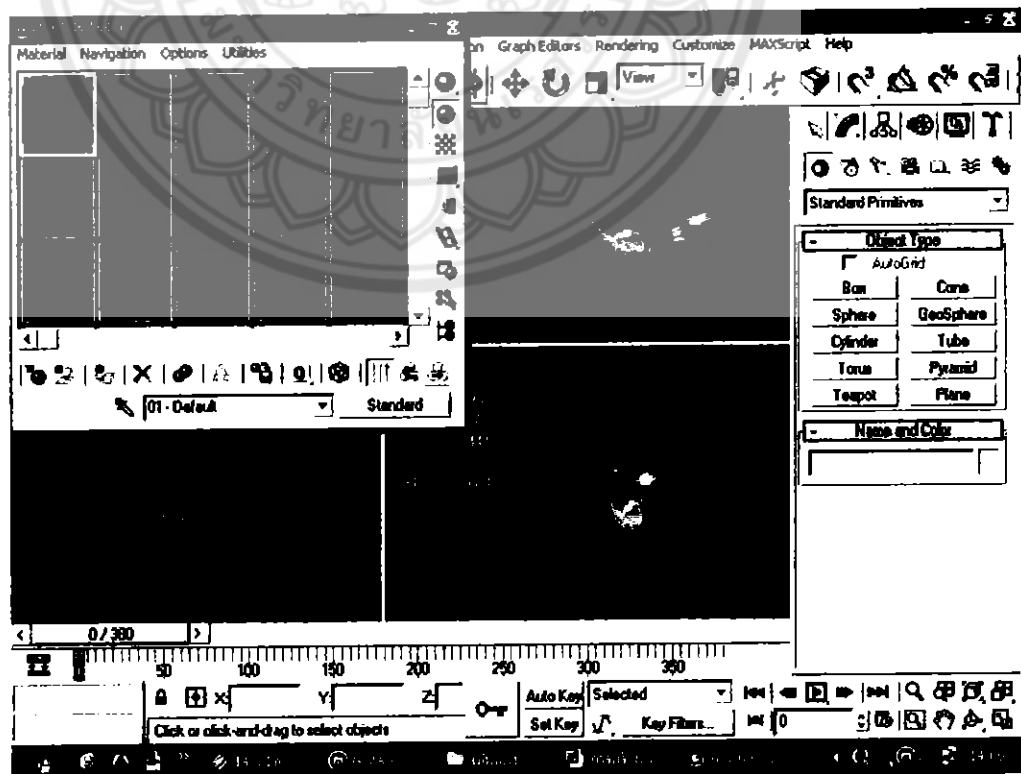 Material Navigation Options Utilities
Graph Editors Rendering Customize MAXScript Help
View
Standard Primitives
- Object Type
AutoGrid
Box Cone
Sphere GeoSphere
Cylinder Tube
Torus Pyramid
Teapot Plane
01 - Default Standard
- Name and Color
0 / 380
50 100 150 200 250 300 350
X: Y: Z: Auto Key Selected
Click or click-and-drag to select objects Set Key Key Filters... 0